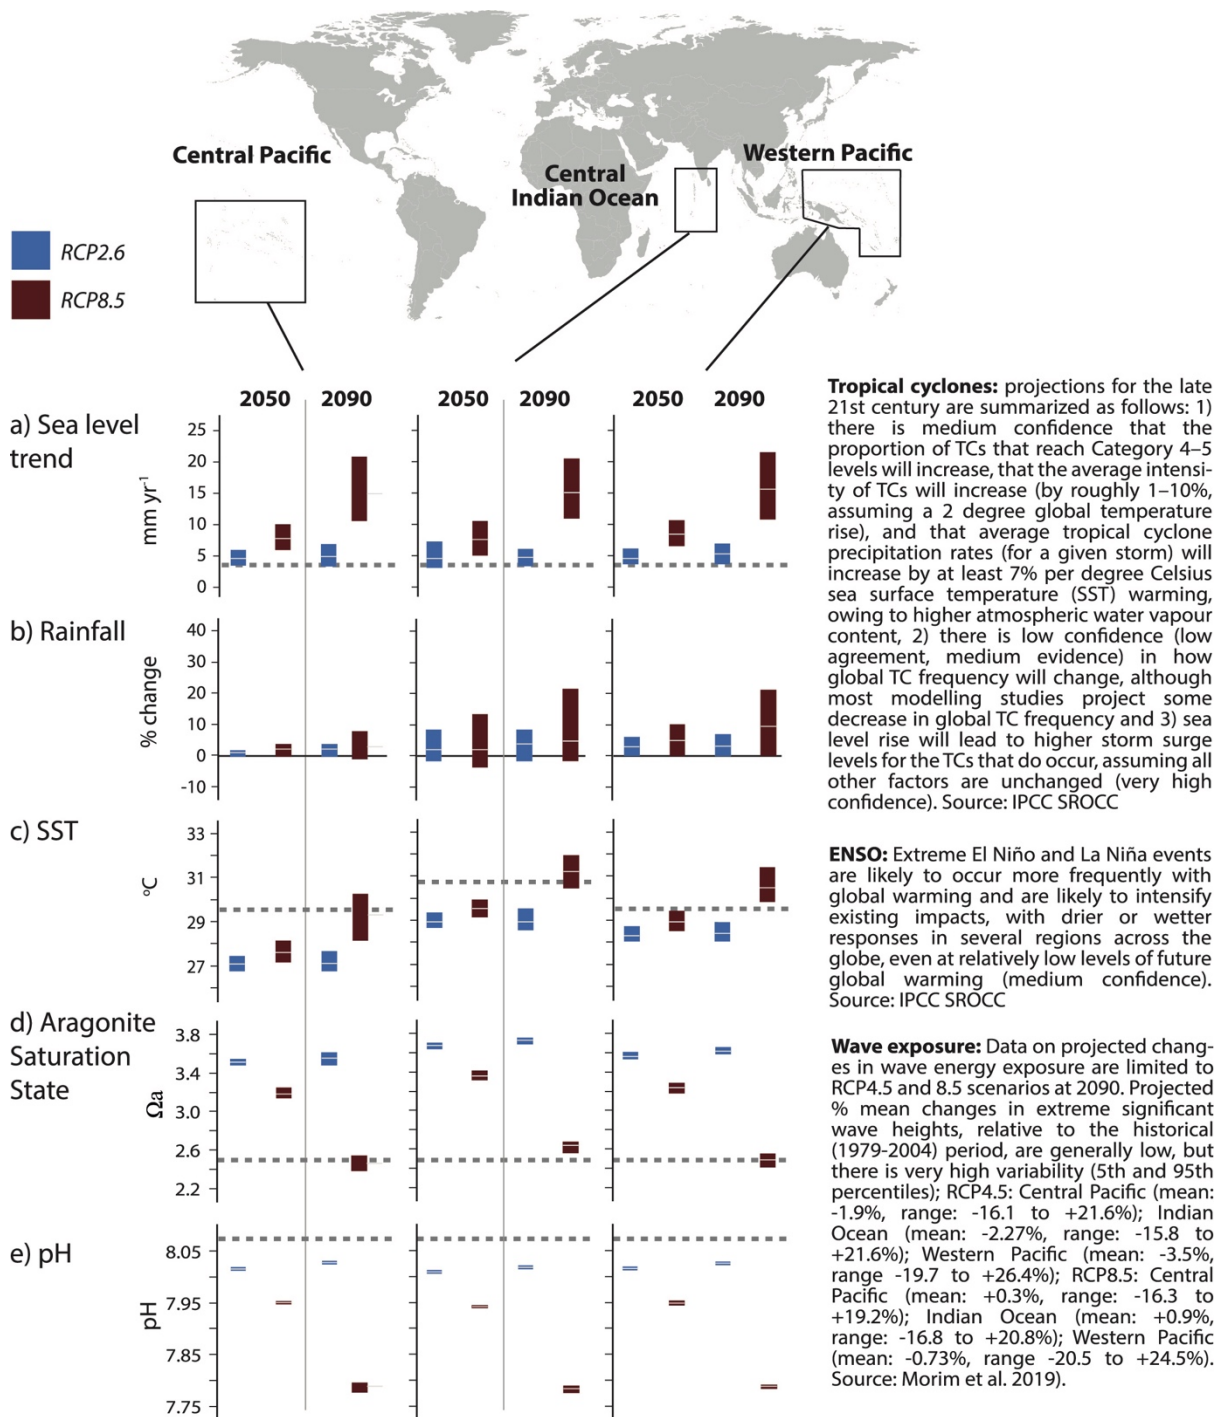 Central Pacific
Central
Indian Ocean
Western Pacific
RCP2.6
RCP8.5
2050 2090 2050 2090 2050 2090
a) Sea level
trend
mm yr-1
25
20
15
10
5
0
b) Rainfall
% change
40
30
20
10
0
-10
c) SST
ºC
33
31
29
27
d) Aragonite
Saturation
State
Ωa
3.8
3.4
3.0
2.6
2.2
e) pH
pH
8.05
7.95
7.85
7.75
Tropical cyclones: projections for the late
21st century are summarized as follows: 1)
there is medium confidence that the
proportion of TCs that reach Category 4–5
levels will increase, that the average intensi-
ty of TCs will increase (by roughly 1–10%,
assuming a 2 degree global temperature
rise), and that average tropical cyclone
precipitation rates (for a given storm) will
increase by at least 7% per degree Celsius
sea surface temperature (SST) warming,
owing to higher atmospheric water vapour
content, 2) there is low confidence (low
agreement, medium evidence) in how
global TC frequency will change, although
most modelling studies project some
decrease in global TC frequency and 3) sea
level rise will lead to higher storm surge
levels for the TCs that do occur, assuming all
other factors are unchanged (very high
confidence). Source: IPCC SROCC
ENSO: Extreme El Niño and La Niña events
are likely to occur more frequently with
global warming and are likely to intensify
existing impacts, with drier or wetter
responses in several regions across the
globe, even at relatively low levels of future
global warming (medium confidence).
Source: IPCC SROCC
Wave exposure: Data on projected chang-
es in wave energy exposure are limited to
RCP4.5 and 8.5 scenarios at 2090. Projected
% mean changes in extreme significant
wave heights, relative to the historical
(1979-2004) period, are generally low, but
there is very high variability (5th and 95th
percentiles); RCP4.5: Central Pacific (mean:
-1.9%, range: -16.1 to +21.6%); Indian
Ocean (mean: -2.27%, range: -15.8 to
+21.6%); Western Pacific (mean: -3.5%,
range -19.7 to +26.4%); RCP8.5: Central
Pacific (mean: +0.3%, range: -16.3 to
+19.2%); Indian Ocean (mean: +0.9%,
range: -16.8 to +20.8%); Western Pacific
(mean: -0.73%, range -20.5 to +24.5%).
Source: Morim et al. 2019).